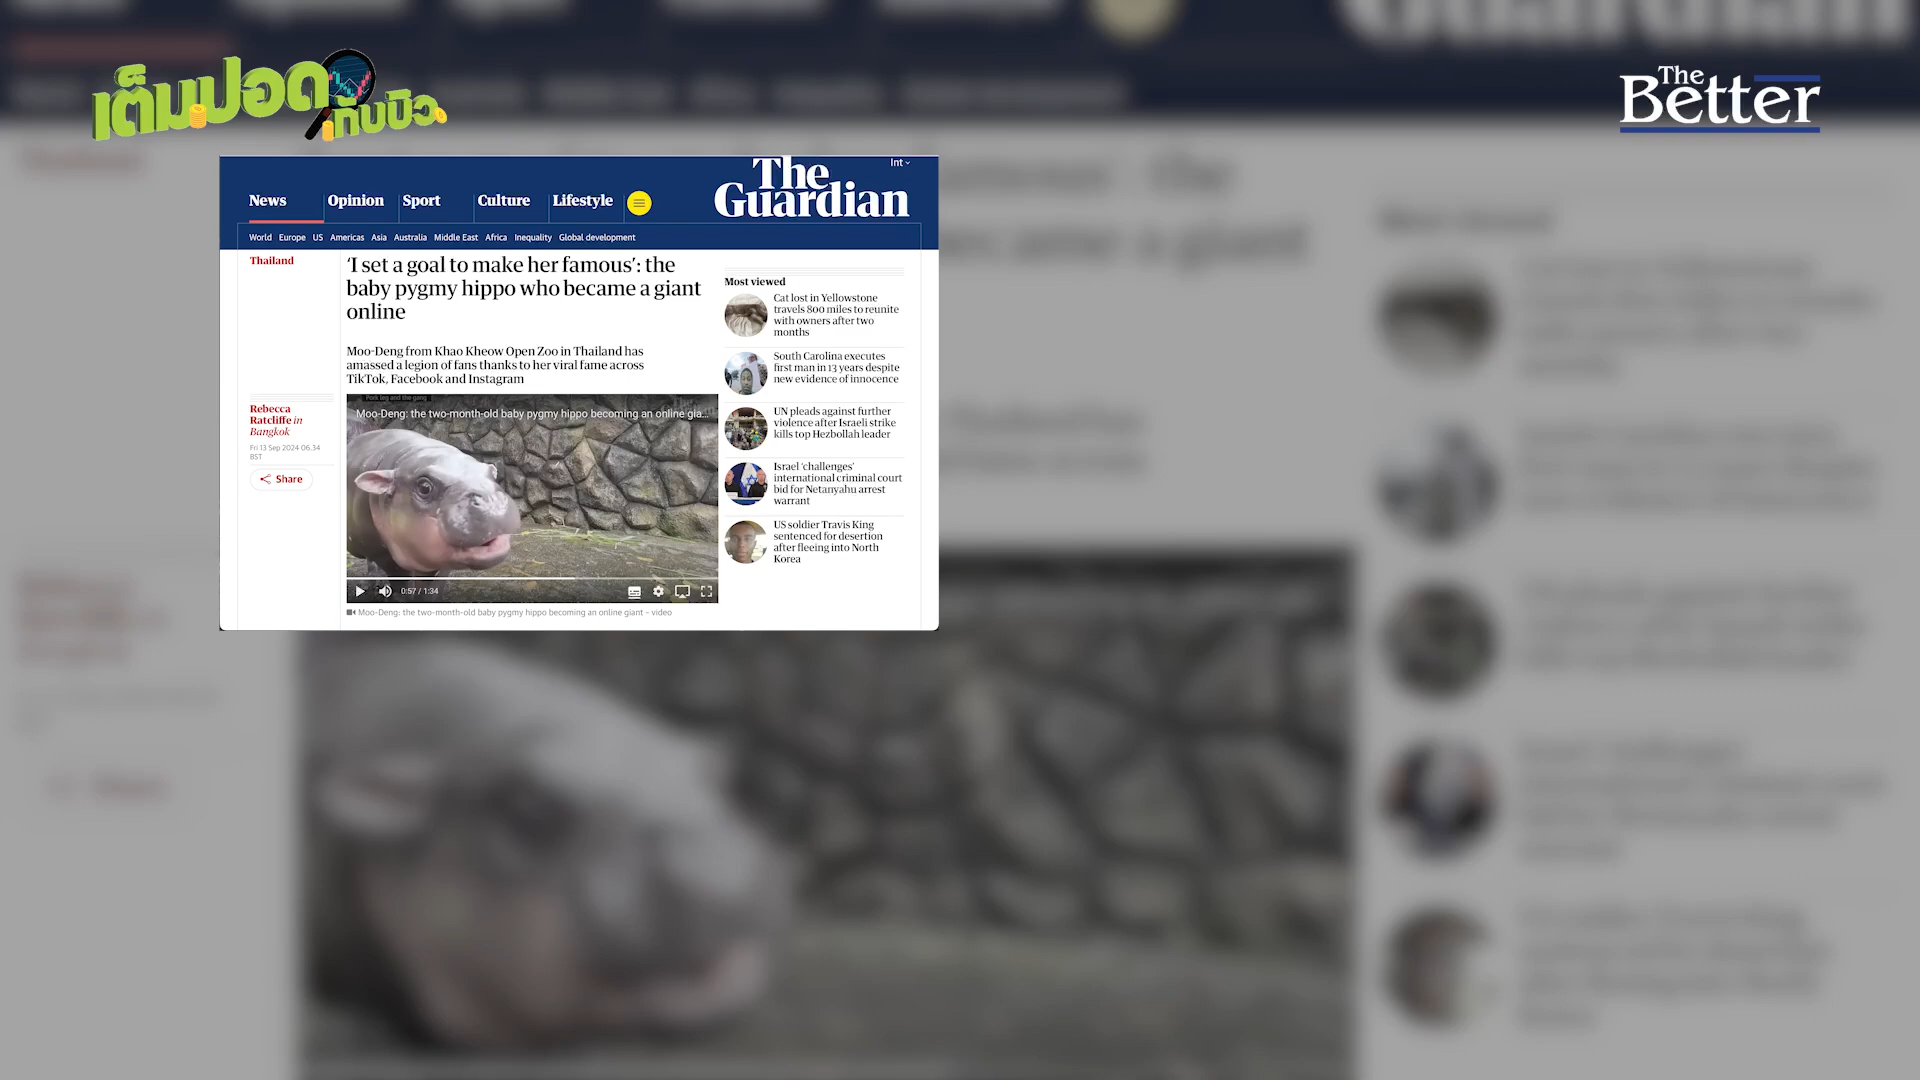 เต็มปอด
กับบิว
The
Better
Int
The
Guardian
News Opinion Sport Culture Lifestyle
World Europe US Americas Asia Australia Middle East Africa Inequality Global development
Thailand
‘I set a goal to make her famous’: the
baby pygmy hippo who became a giant
online
Moo-Deng from Khao Kheow Open Zoo in Thailand has
amassed a legion of fans thanks to her viral fame across
TikTok, Facebook and Instagram
Rebecca
Ratcliffe in
Bangkok
Fri 13 Sep 2024 06.34
BST
Share
Pork leg and the gang
Moo-Deng: the two-month-old baby pygmy hippo becoming an online gia...
0:57 / 1:34
Moo-Deng: the two-month-old baby pygmy hippo becoming an online giant – video
Most viewed
Cat lost in Yellowstone
travels 800 miles to reunite
with owners after two
months
South Carolina executes
first man in 13 years despite
new evidence of innocence
UN pleads against further
violence after Israeli strike
kills top Hezbollah leader
Israel ‘challenges’
international criminal court
bid for Netanyahu arrest
warrant
US soldier Travis King
sentenced for desertion
after fleeing into North
Korea